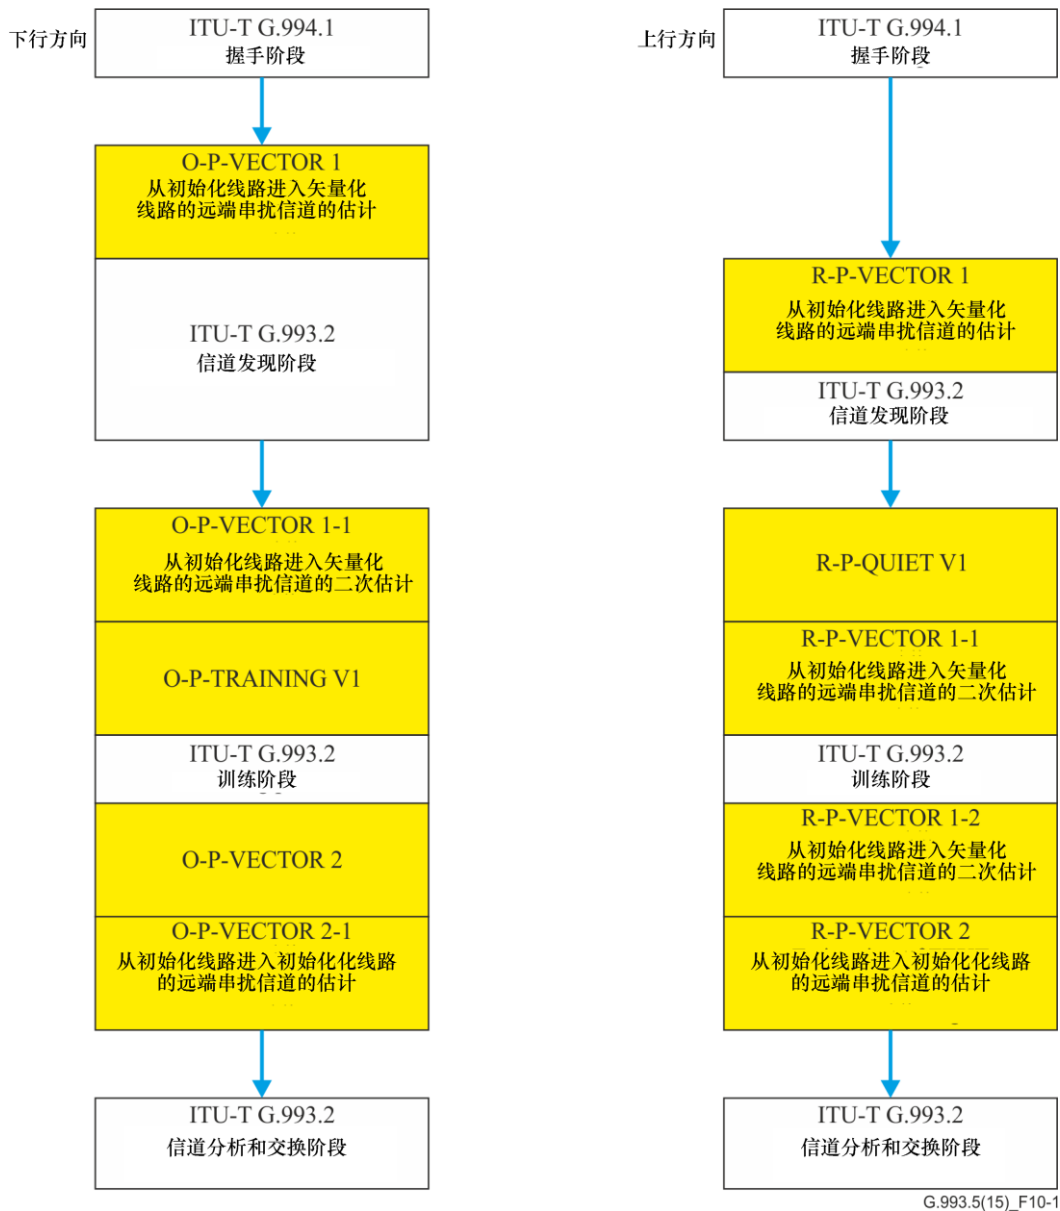 下行方向
ITU-T G.994.1
握手阶段
O-P-VECTOR 1
从初始化线路进入矢量化
线路的远端串扰信道的估计
ITU-T G.993.2
信道发现阶段
O-P-VECTOR 1-1
从初始化线路进入矢量化
线路的远端串扰信道的二次估计
O-P-TRAINING V1
ITU-T G.993.2
训练阶段
O-P-VECTOR 2
O-P-VECTOR 2-1
从初始化线路进入初始化化线路
的远端串扰信道的估计
ITU-T G.993.2
信道分析和交换阶段
上行方向
ITU-T G.994.1
握手阶段
R-P-VECTOR 1
从初始化线路进入矢量化
线路的远端串扰信道的估计
ITU-T G.993.2
信道发现阶段
R-P-QUIET V1
R-P-VECTOR 1-1
从初始化线路进入矢量化
线路的远端串扰信道的二次估计
ITU-T G.993.2
训练阶段
R-P-VECTOR 1-2
从初始化线路进入矢量化
线路的远端串扰信道的二次估计
R-P-VECTOR 2
从初始化线路进入初始化化线路
的远端串扰信道的估计
ITU-T G.993.2
信道分析和交换阶段
G.993.5(15)_F10-1